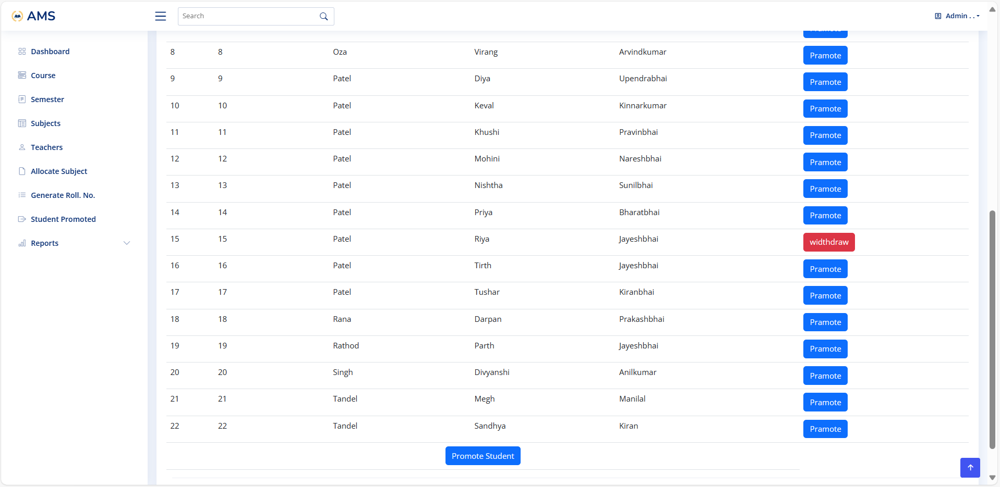 AMS
Search
Admin . .
Dashboard
Course
Semester
Subjects
Teachers
Allocate Subject
Generate Roll. No.
Student Promoted
Reports
Pramote
8 8 Oza Virang Arvindkumar Pramote
9 9 Patel Diya Upendrabhai Pramote
10 10 Patel Keval Kinnarkumar Pramote
11 11 Patel Khushi Pravinbhai Pramote
12 12 Patel Mohini Nareshbhai Pramote
13 13 Patel Nishtha Sunilbhai Pramote
14 14 Patel Priya Bharatbhai Pramote
15 15 Patel Riya Jayeshbhai widthdraw
16 16 Patel Tirth Jayeshbhai Pramote
17 17 Patel Tushar Kiranbhai Pramote
18 18 Rana Darpan Prakashbhai Pramote
19 19 Rathod Parth Jayeshbhai Pramote
20 20 Singh Divyanshi Anilkumar Pramote
21 21 Tandel Megh Manilal Pramote
22 22 Tandel Sandhya Kiran Pramote
Promote Student